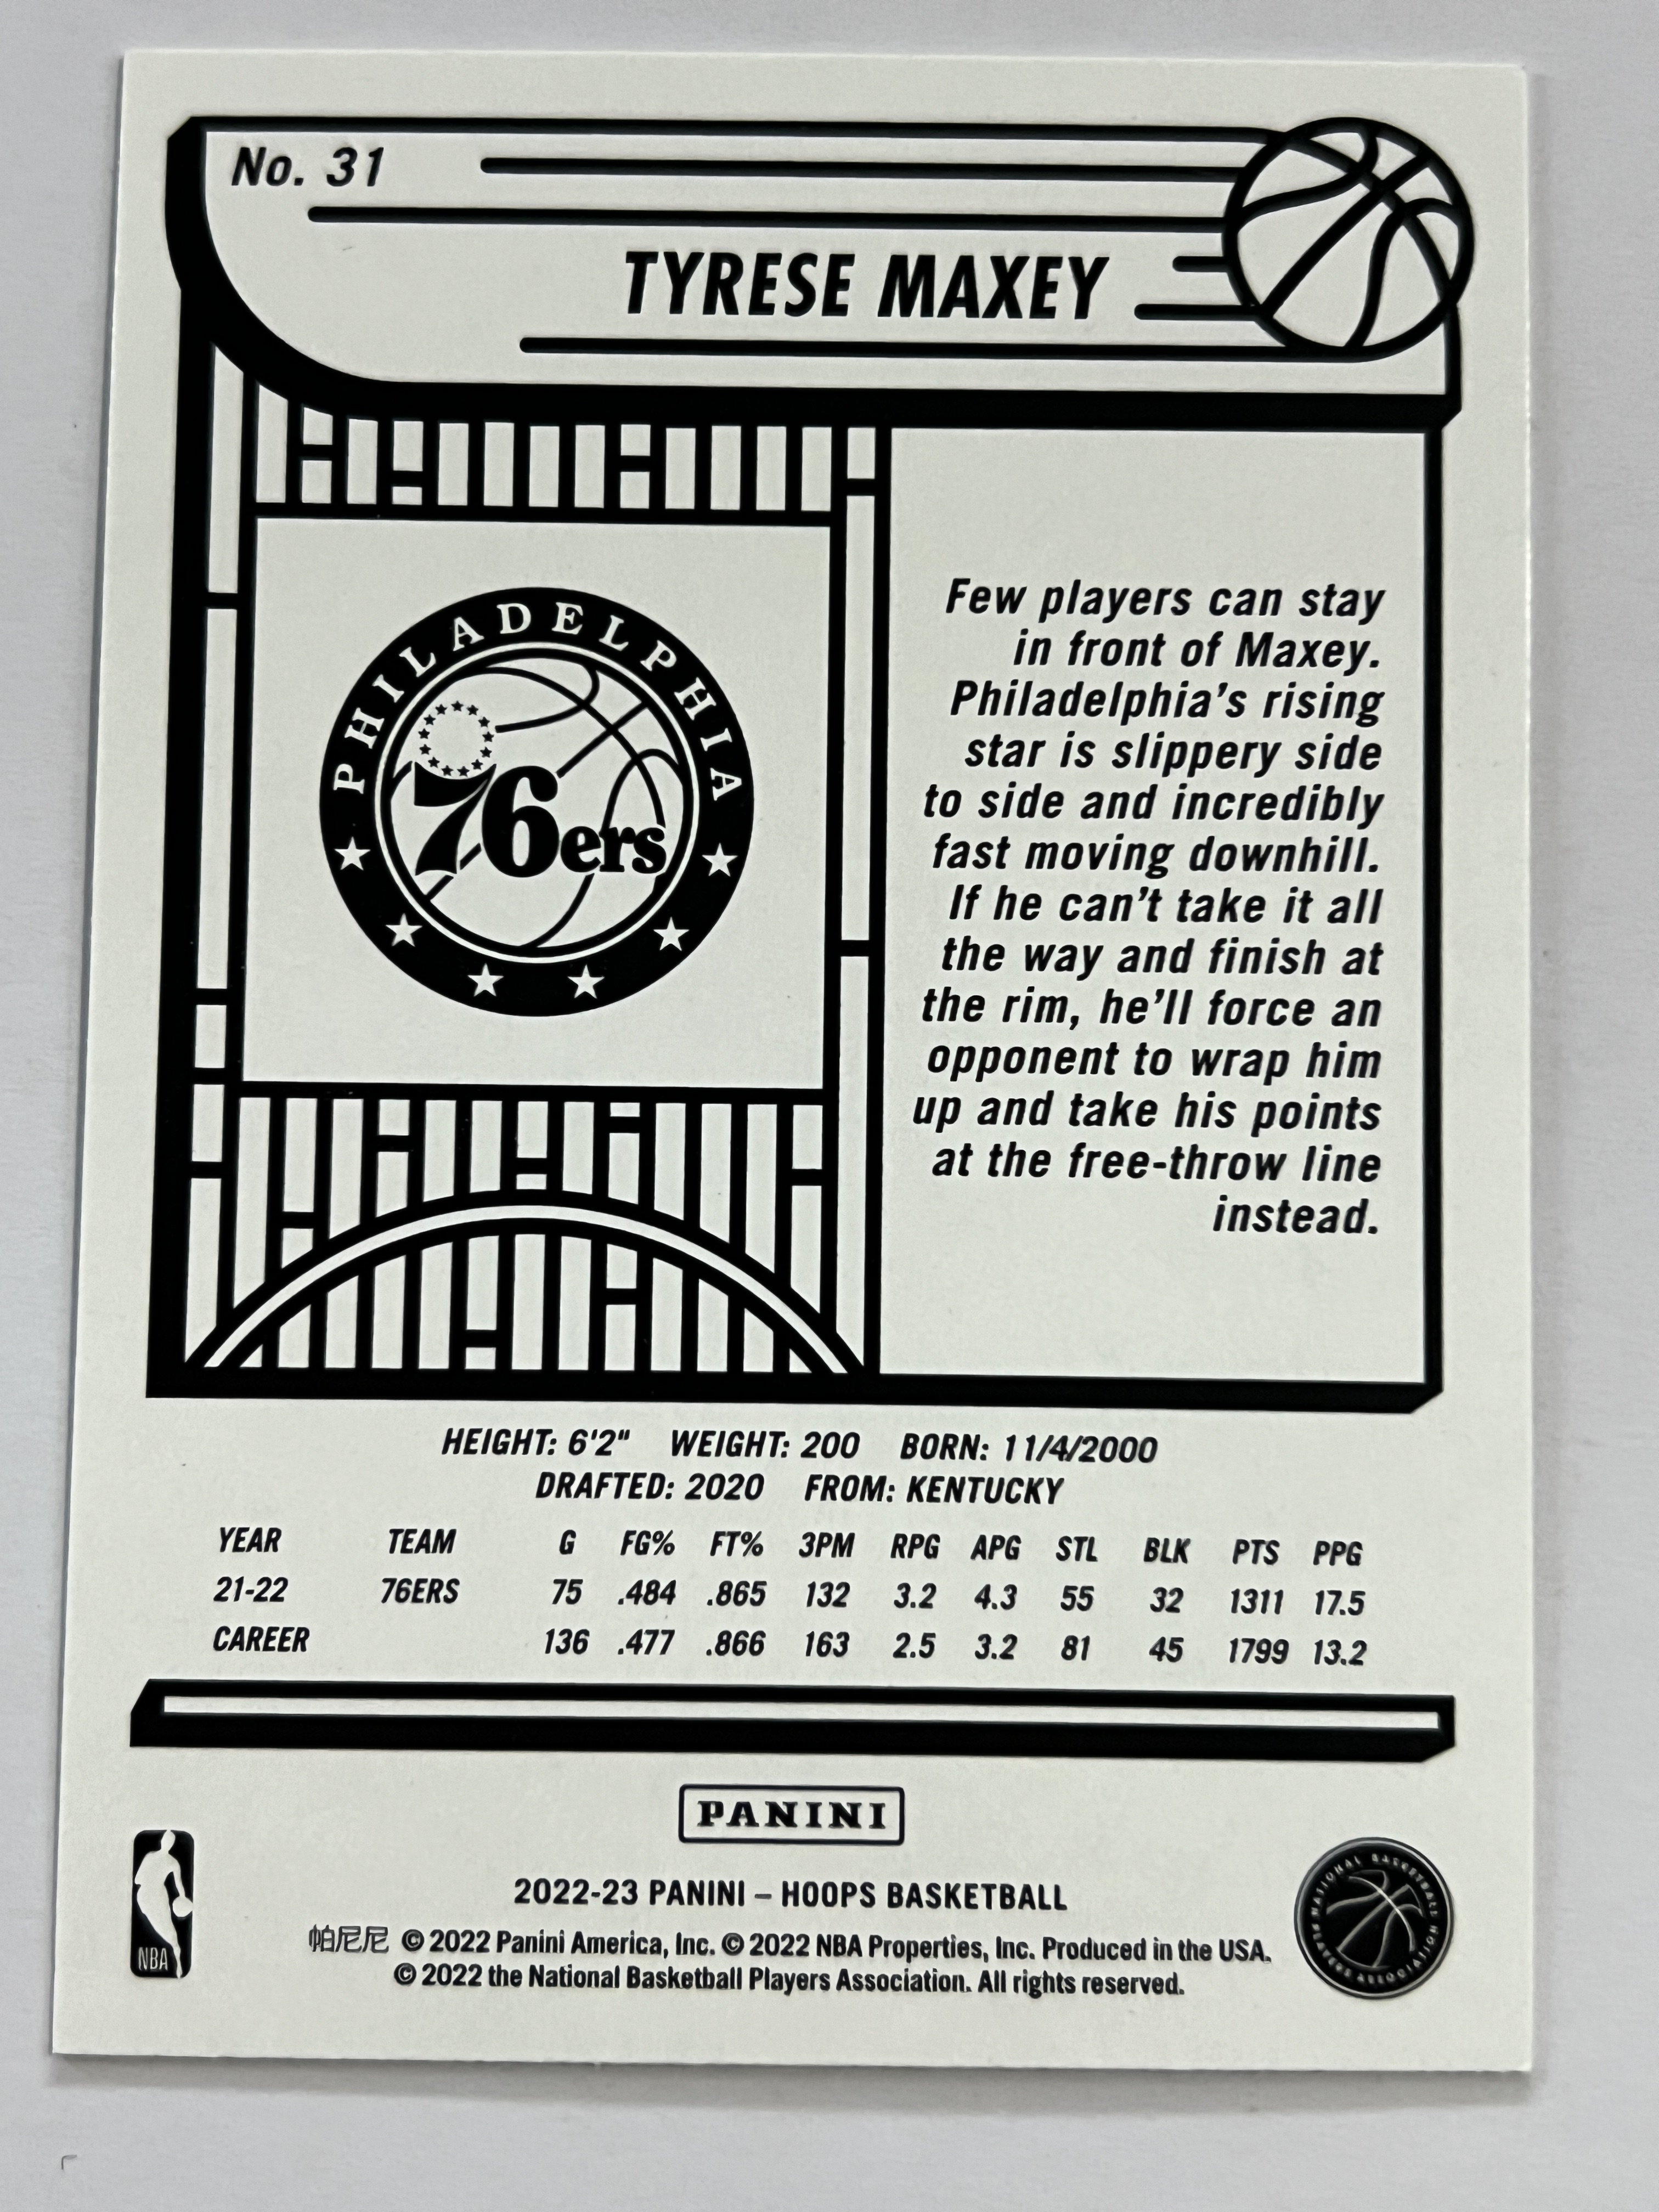 No. 31
TYRESE MAXEY
PHILADELPHIA
76ers
Few players can stay
in front of Maxey.
Philadelphia's rising
star is slippery side
to side and incredibly
fast moving downhill.
If he can't take it all
the way and finish at
the rim, he'll force an
opponent to wrap him
up and take his points
at the free-throw line
instead.
HEIGHT: 6'2" WEIGHT: 200 BORN: 11/4/2000
DRAFTED: 2020 FROM: KENTUCKY
YEAR TEAM G FG% FT% 3PM RPG APG STL BLK PTS PPG
21-22 76ERS 75 .484 .865 132 3.2 4.3 55 32 1311 17.5
CAREER 136 .477 .866 163 2.5 3.2 81 45 1799 13.2
PANINI
NBA
NATIONAL BASKETBALL PLAYERS ASSOCIATION
2022-23 PANINI – HOOPS BASKETBALL
帕尼尼 © 2022 Panini America, Inc. © 2022 NBA Properties, Inc. Produced in the USA.
© 2022 the National Basketball Players Association. All rights reserved.